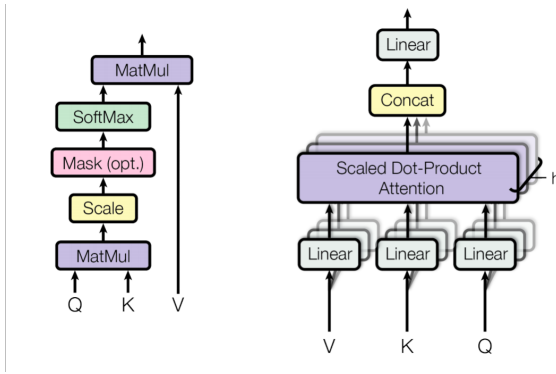 MatMul
SoftMax
Mask (opt.)
Scale
MatMul
Q K V
Linear
Concat
Scaled Dot-Product
Attention
h
Linear Linear Linear
V K Q